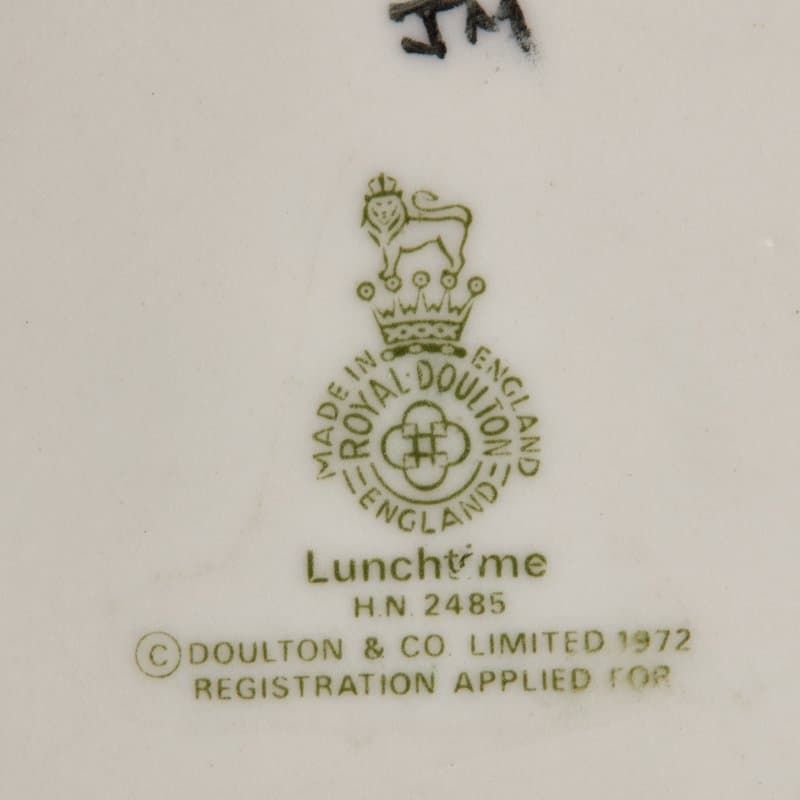 JM
MADE IN ENGLAND
ROYAL·DOULTON
ENGLAND
Lunchtime
H.N. 2485
© DOULTON & CO. LIMITED 1972
REGISTRATION APPLIED FOR